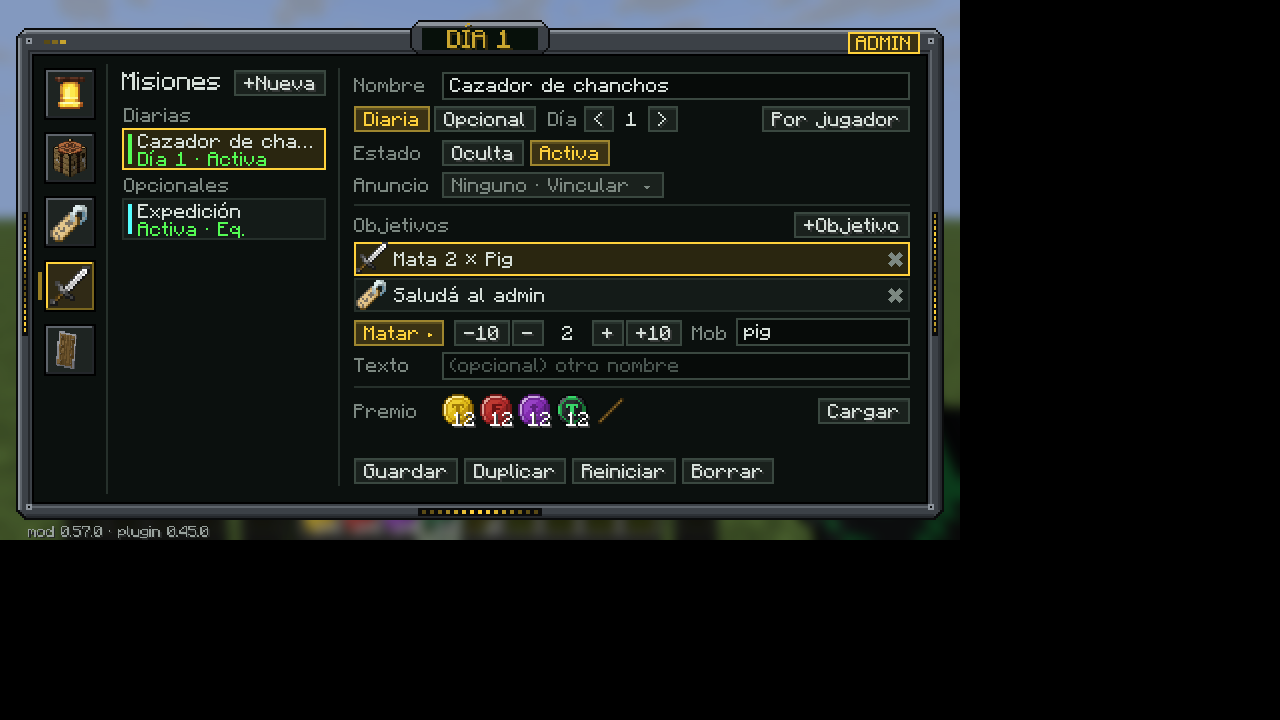 DÍA 1
ADMIN
Misiones
+Nueva
Diarias
Cazador de cha...
Día 1 · Activa
Opcionales
Expedición
Activa · Eq.
Nombre
Cazador de chanchos
Diaria
Opcional
Día
<
1
>
Por jugador
Estado
Oculta
Activa
Anuncio
Ninguno · Vincular
Objetivos
+Objetivo
Mata 2 × Pig
Saludá al admin
Matar
-10
-
2
+
+10
Mob
pig
Texto
(opcional) otro nombre
Premio
12
12
12
12
Cargar
Guardar
Duplicar
Reiniciar
Borrar
mod 0.57.0 · plugin 0.45.0